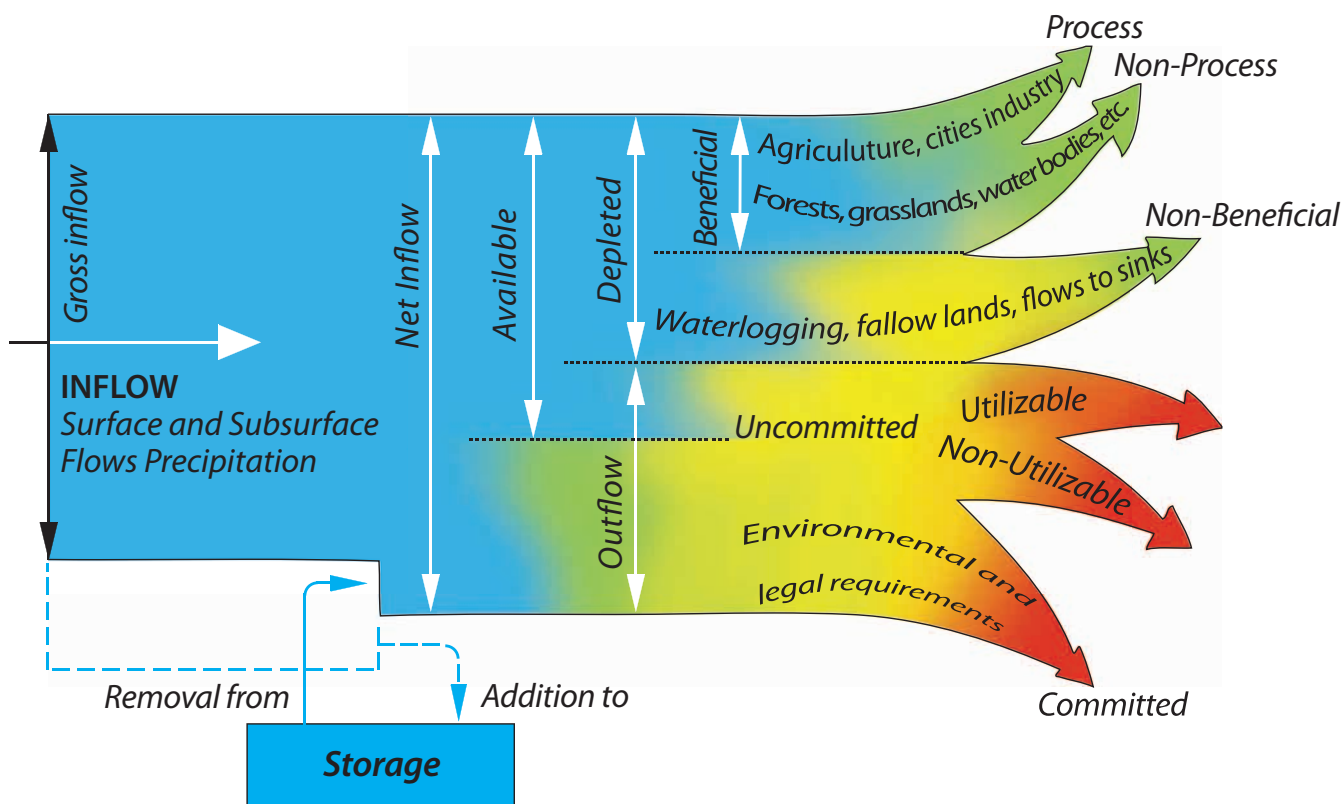 Process
Non-Process
Agriculuture, cities industry
Forests, grasslands, water bodies, etc.
Beneficial
Non-Beneficial
Gross inflow
Net Inflow
Available
Depleted
Waterlogging, fallow lands, flows to sinks
INFLOW
Surface and Subsurface
Flows Precipitation
Uncommitted
Utilizable
Non-Utilizable
Outflow
Environmental and
legal requirements
Removal from
Addition to
Committed
Storage